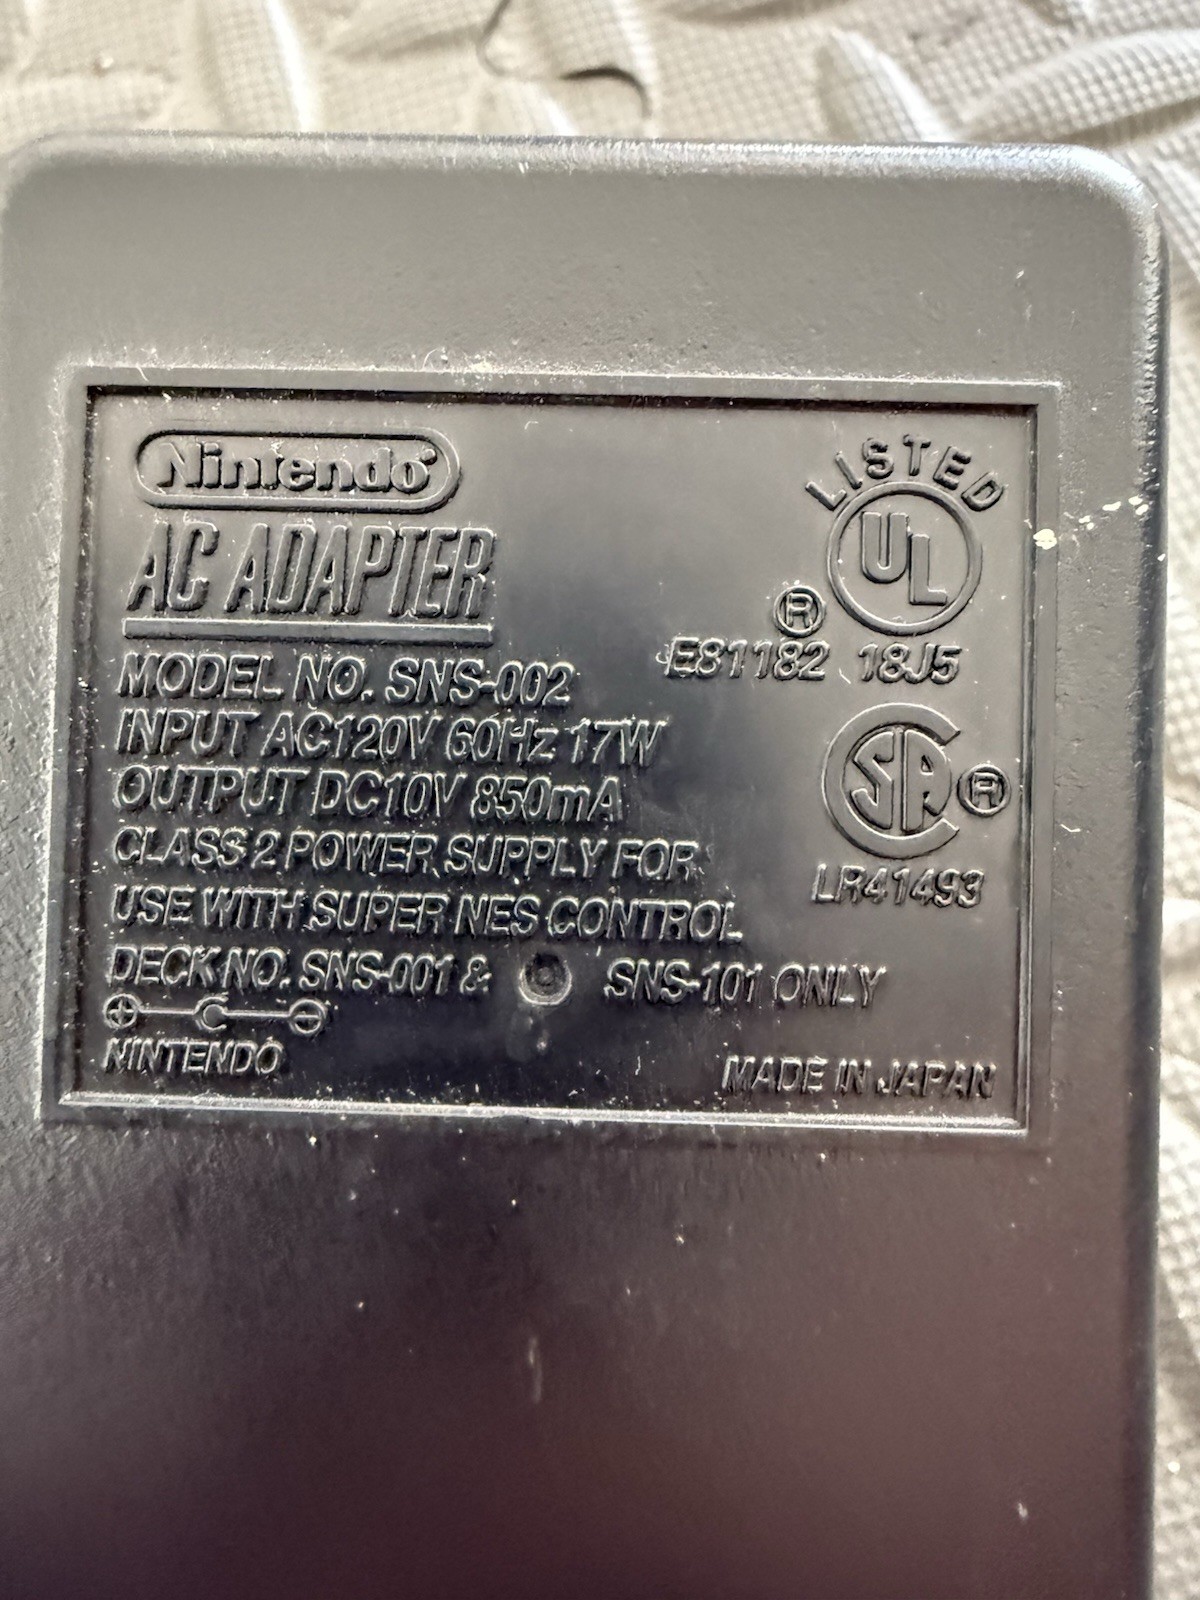 Nintendo®
AC ADAPTER
MODEL NO. SNS-002
INPUT AC120V 60Hz 17W
OUTPUT DC10V 850mA
CLASS 2 POWER SUPPLY FOR
USE WITH SUPER NES CONTROL
DECK NO. SNS-001 & SNS-101 ONLY
NINTENDO
LISTED
UL
®
E81182 18J5
CSA ®
LR41493
MADE IN JAPAN